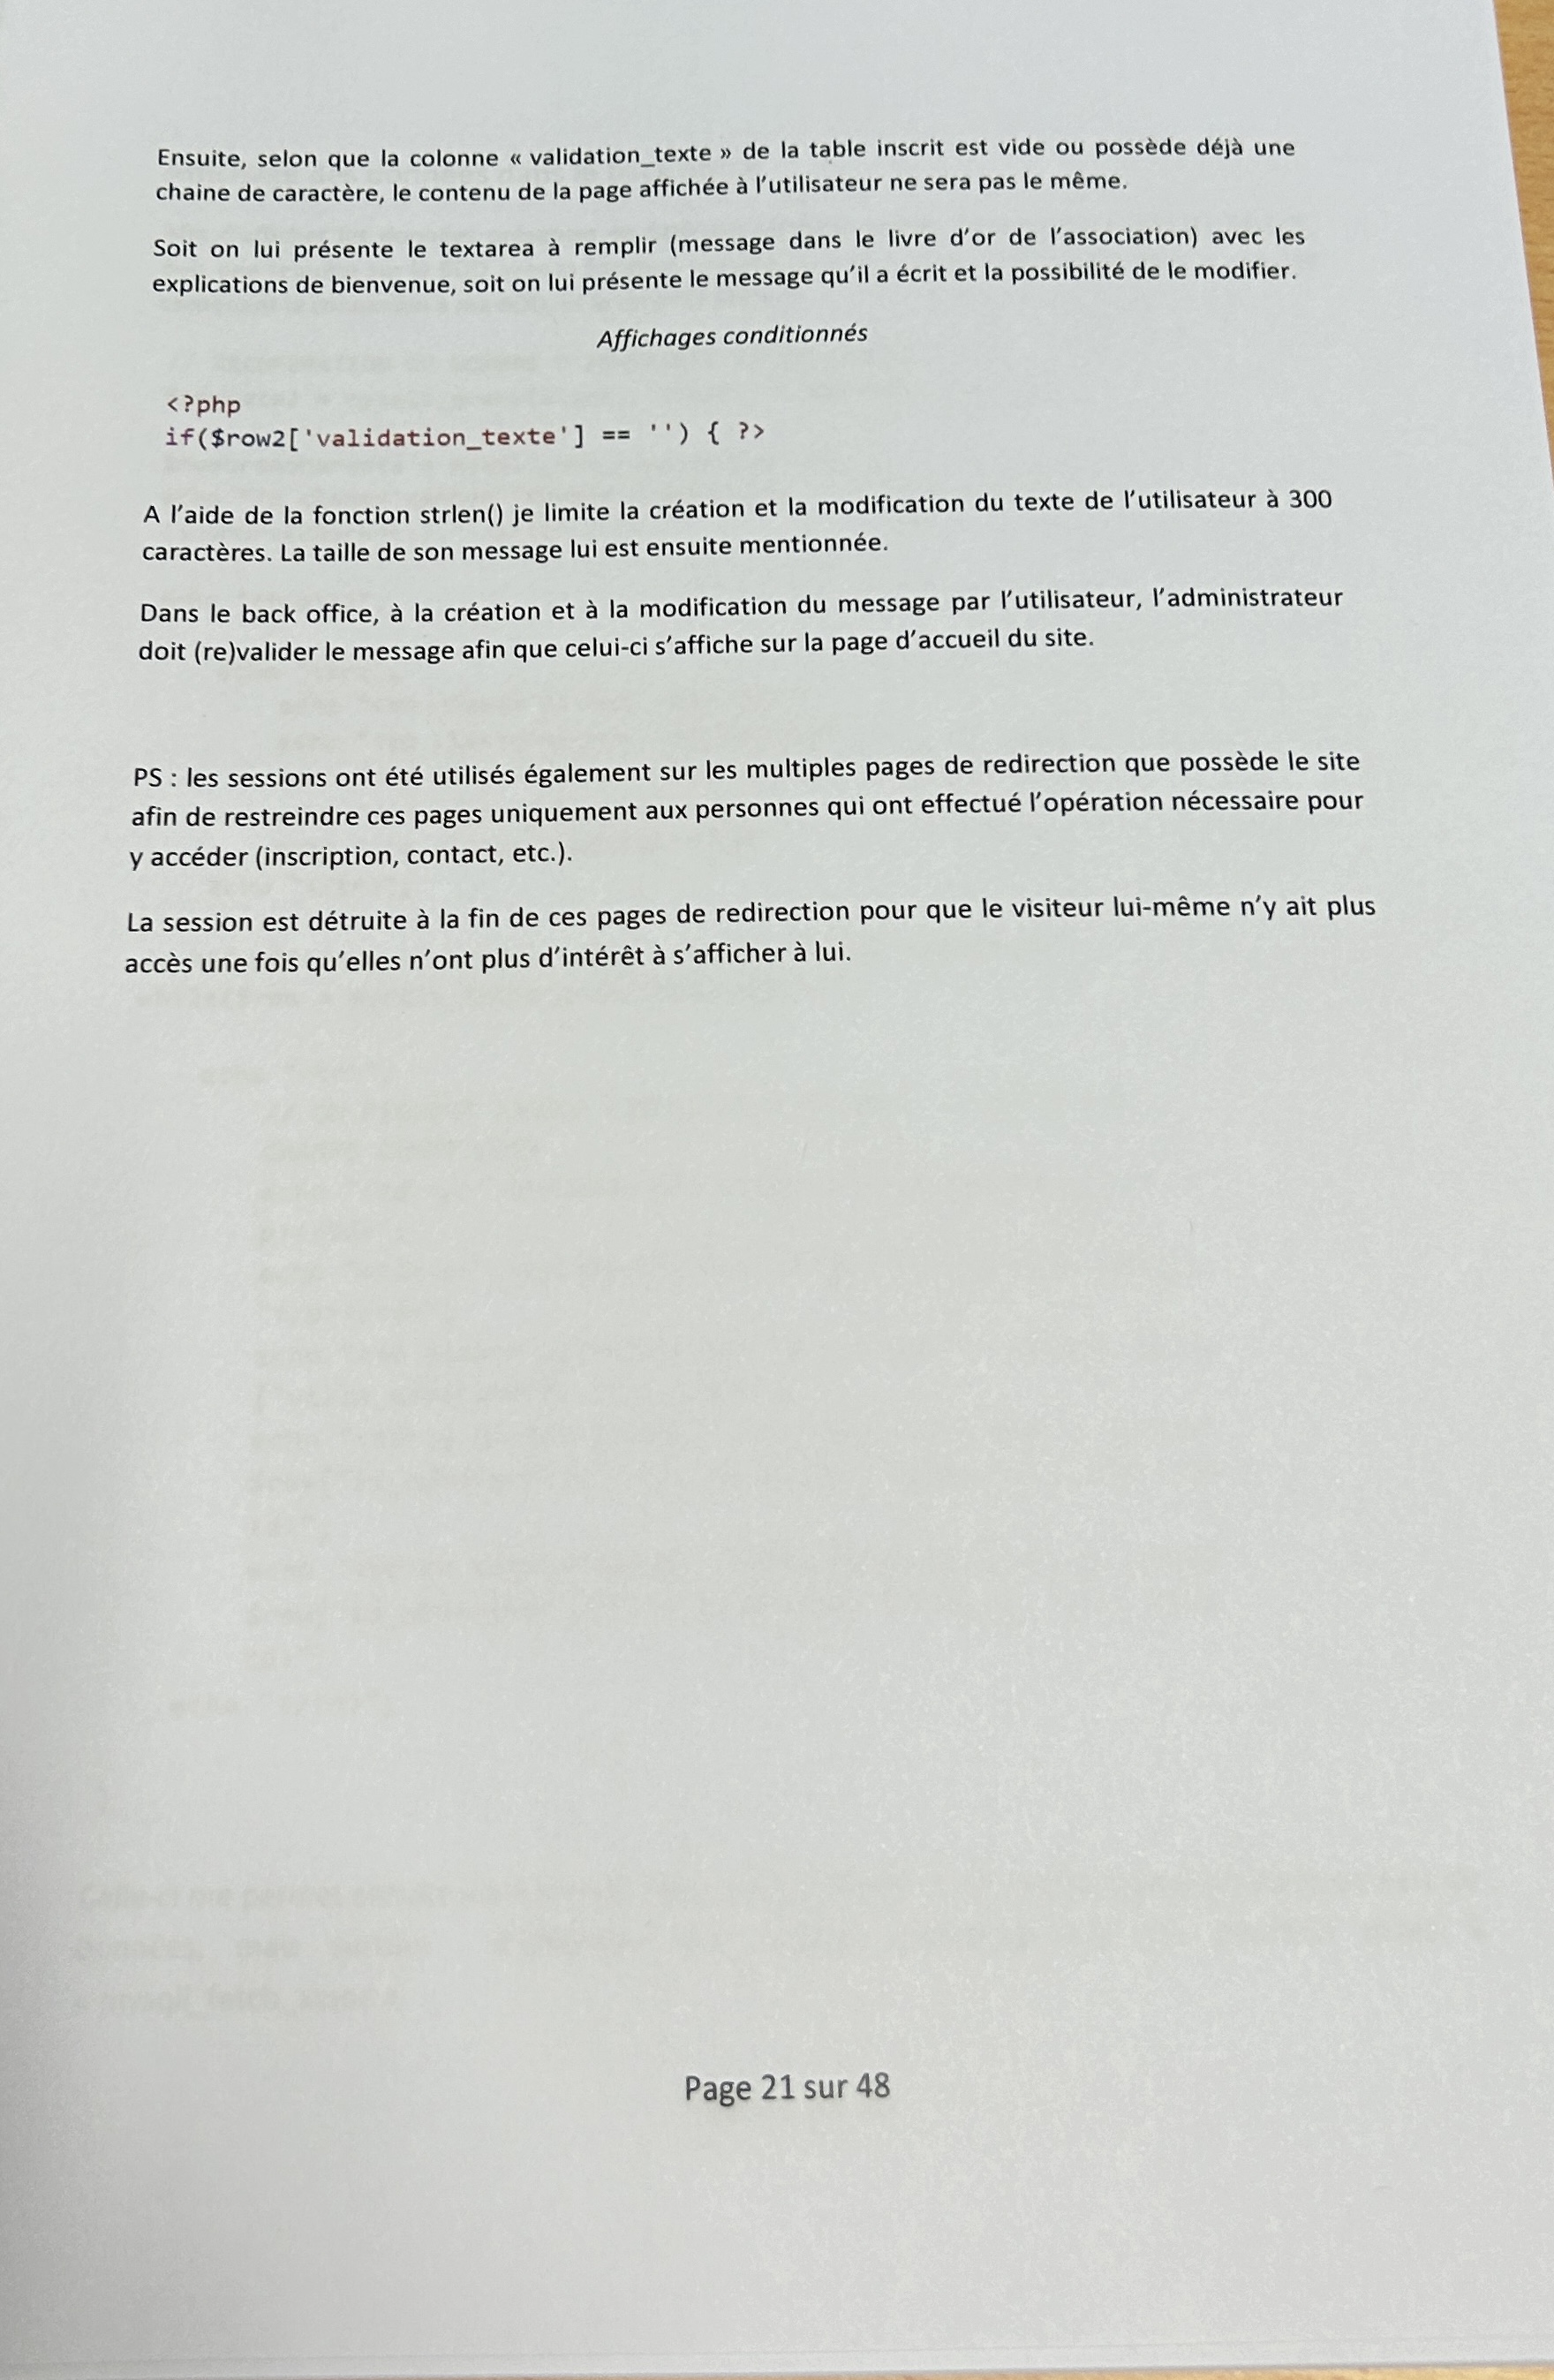 Ensuite, selon que la colonne « validation_texte » de la table inscrit est vide ou possède déjà une
chaine de caractère, le contenu de la page affichée à l'utilisateur ne sera pas le même.
Soit on lui présente le textarea à remplir (message dans le livre d'or de l'association) avec les
explications de bienvenue, soit on lui présente le message qu'il a écrit et la possibilité de le modifier.
Affichages conditionnés
<?php
if($row2['validation_texte'] == '') { ?>
A l'aide de la fonction strlen() je limite la création et la modification du texte de l'utilisateur à 300
caractères. La taille de son message lui est ensuite mentionnée.
Dans le back office, à la création et à la modification du message par l'utilisateur, l'administrateur
doit (re)valider le message afin que celui-ci s'affiche sur la page d'accueil du site.
PS : les sessions ont été utilisés également sur les multiples pages de redirection que possède le site
afin de restreindre ces pages uniquement aux personnes qui ont effectué l'opération nécessaire pour
y accéder (inscription, contact, etc.).
La session est détruite à la fin de ces pages de redirection pour que le visiteur lui-même n'y ait plus
accès une fois qu'elles n'ont plus d'intérêt à s'afficher à lui.
Page 21 sur 48